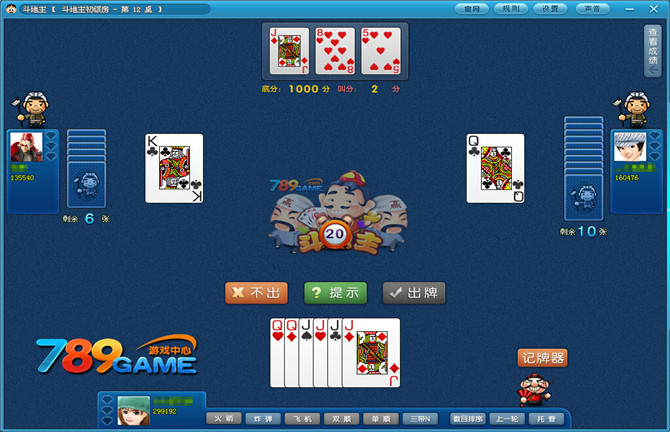 斗地主【 斗地主初级房 - 第 12 桌 】
官网 规则 设置 声音
查看成绩
J 8 5
底分: 1000 分 叫分: 2 分
135540
剩余 6 张
K
Q
160476
剩余 10 张
789GAME
斗地主
20
不出 ? 提示 出牌
Q Q J J J J
789GAME
游戏中心
记牌器
299192
火箭 炸弹 飞机 双顺 单顺 三带N 数目排序 上一轮 托管